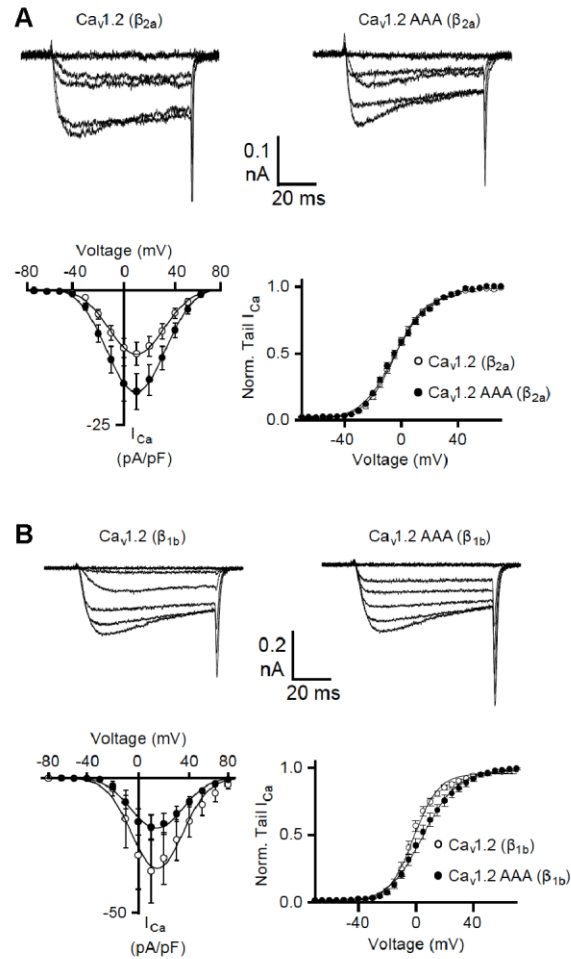 A
Caᵥ1.2 (β₂ₐ)
Caᵥ1.2 AAA (β₂ₐ)
0.1
nA
20 ms
Voltage (mV)
-80 -40 0 40 80
-25
I_Ca
(pA/pF)
Norm. Tail I_Ca
1.0
0.5
0.0
Caᵥ1.2 (β₂ₐ)
Caᵥ1.2 AAA (β₂ₐ)
-40 0 40
Voltage (mV)
B
Caᵥ1.2 (β₁b)
Caᵥ1.2 AAA (β₁b)
0.2
nA
20 ms
Voltage (mV)
-80 -40 0 40 80
-50
I_Ca
(pA/pF)
Norm. Tail I_Ca
1.0
0.5
0.0
Caᵥ1.2 (β₁b)
Caᵥ1.2 AAA (β₁b)
-40 0 40
Voltage (mV)